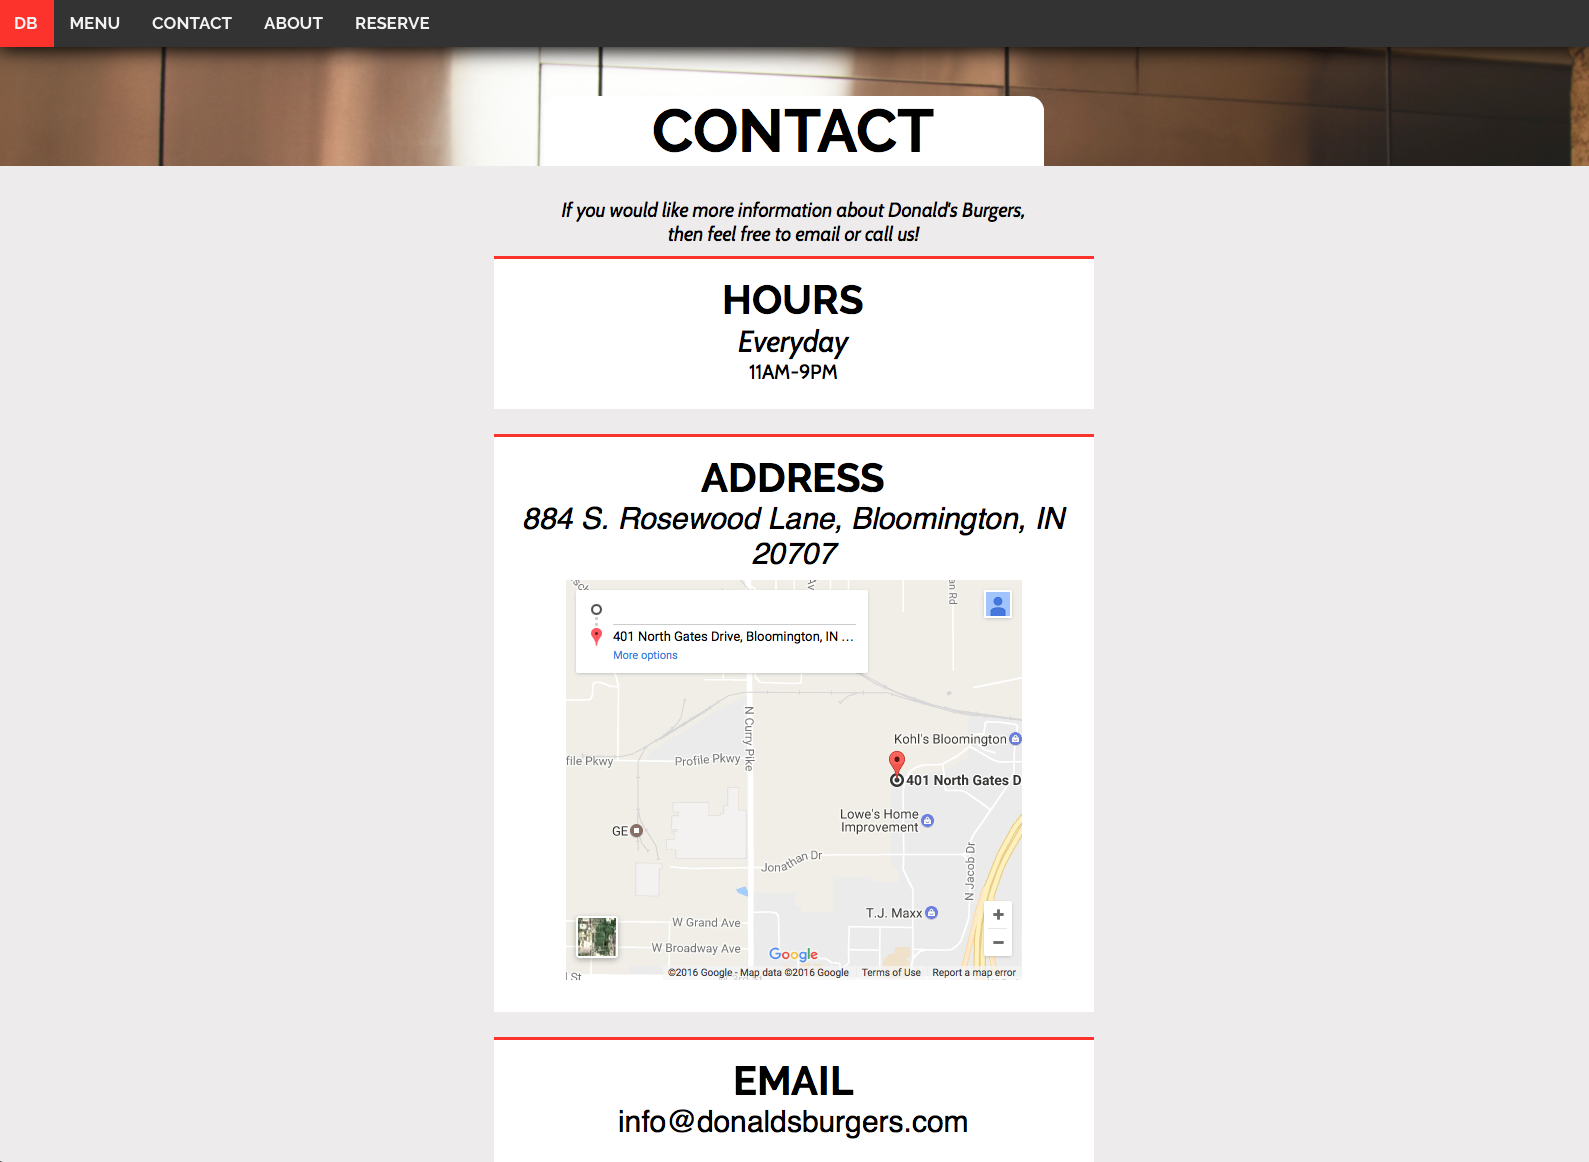 DB MENU CONTACT ABOUT RESERVE
CONTACT
If you would like more information about Donald's Burgers,
then feel free to email or call us!
HOURS
Everyday
11AM-9PM
ADDRESS
884 S. Rosewood Lane, Bloomington, IN
20707
an Rd
401 North Gates Drive, Bloomington, IN ...
More options
N Curry Pike
Kohl's Bloomington
file Pkwy
Profile Pkwy
401 North Gates D
Lowe's Home
Improvement
GE
Jonathan Dr
N Jacob Dr
T.J. Maxx
W Grand Ave
W Broadway Ave
Google
©2016 Google - Map data ©2016 Google Terms of Use Report a map error
l St
EMAIL
info@donaldsburgers.com